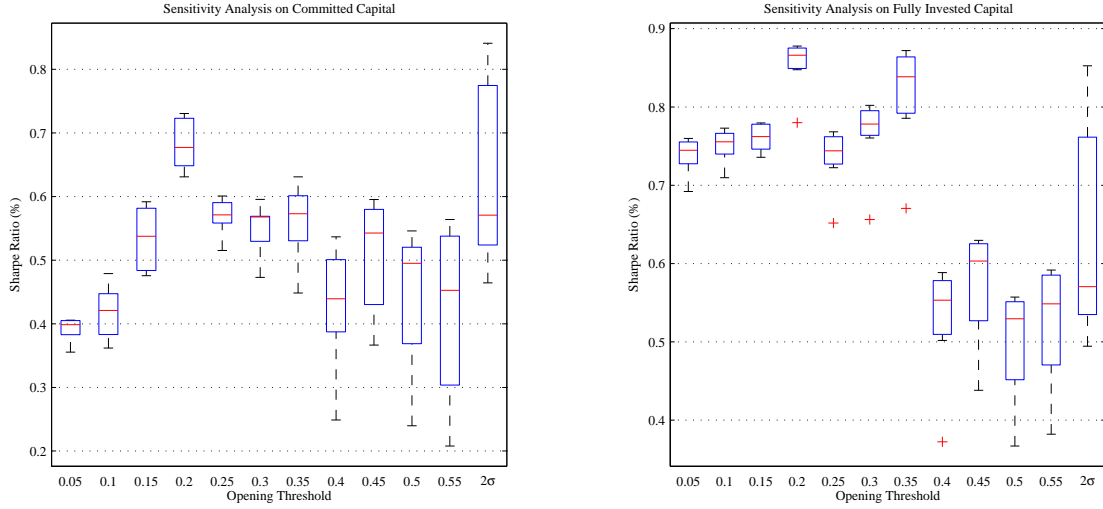 Sensitivity Analysis on Committed Capital
Sharpe Ratio (%)
0.8
0.7
0.6
0.5
0.4
0.3
0.2
0.05 0.1 0.15 0.2 0.25 0.3 0.35 0.4 0.45 0.5 0.55 2σ
Opening Threshold
Sensitivity Analysis on Fully Invested Capital
Sharpe Ratio (%)
0.9
0.8
0.7
0.6
0.5
0.4
0.05 0.1 0.15 0.2 0.25 0.3 0.35 0.4 0.45 0.5 0.55 2σ
Opening Threshold